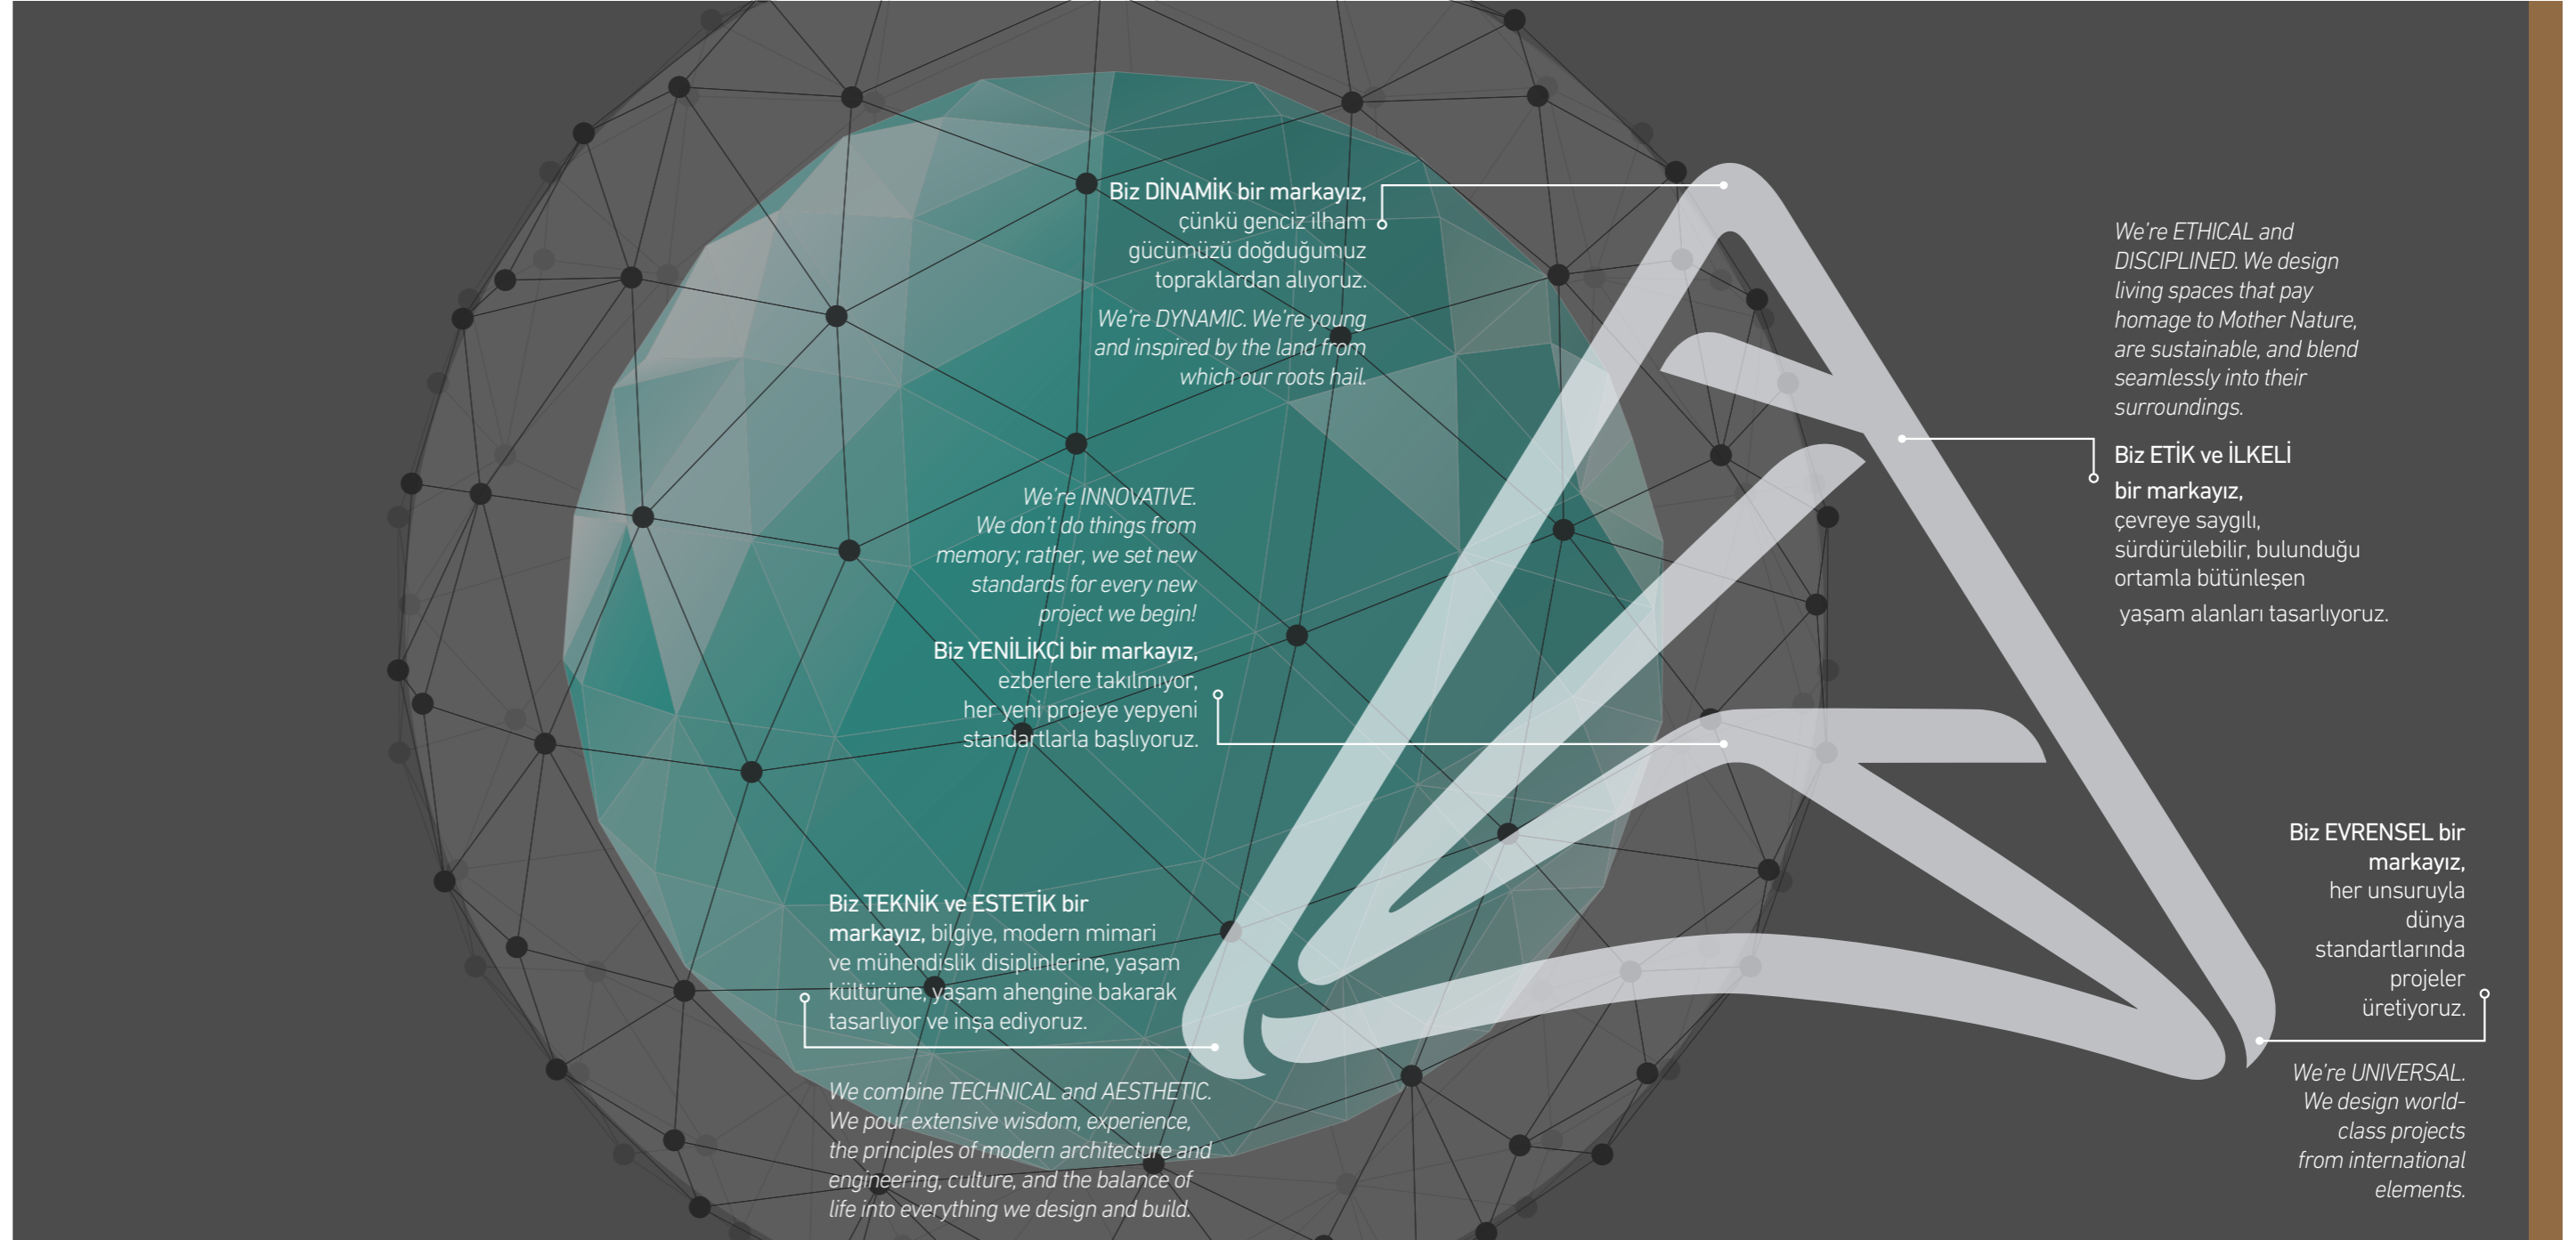 Biz DİNAMİK bir markayız,
çünkü genciz ilham
gücümüzü doğduğumuz
topraklardan alıyoruz.
We're DYNAMIC. We're young
and inspired by the land from
which our roots hail.
We're INNOVATIVE.
We don't do things from
memory; rather, we set new
standards for every new
project we begin!
Biz YENİLİKÇİ bir markayız,
ezberlere takılmıyor,
her yeni projeye yepyeni
standartlarla başlıyoruz.
Biz TEKNİK ve ESTETİK bir
markayız, bilgiye, modern mimari
ve mühendislik disiplinlerine, yaşam
kültürüne, yaşam ahengine bakarak
tasarlıyor ve inşa ediyoruz.
We combine TECHNICAL and AESTHETIC.
We pour extensive wisdom, experience,
the principles of modern architecture and
engineering, culture, and the balance of
life into everything we design and build.
We're ETHICAL and
DISCIPLINED. We design
living spaces that pay
homage to Mother Nature,
are sustainable, and blend
seamlessly into their
surroundings.
Biz ETİK ve İLKELİ
bir markayız,
çevreye saygılı,
sürdürülebilir, bulunduğu
ortamla bütünleşen
yaşam alanları tasarlıyoruz.
Biz EVRENSEL bir
markayız,
her unsuruyla
dünya
standartlarında
projeler
üretiyoruz.
We're UNIVERSAL.
We design world-
class projects
from international
elements.